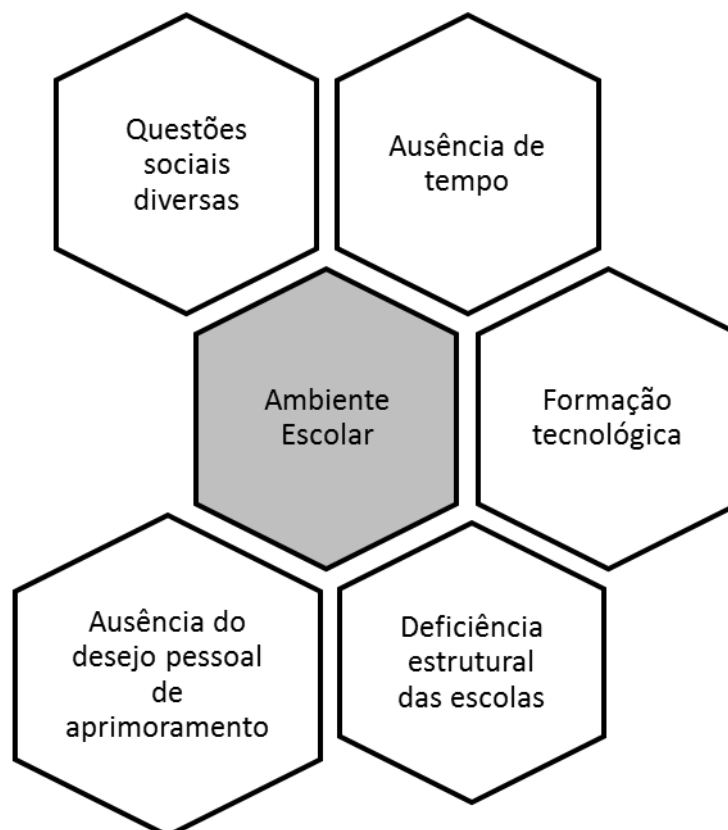 Questões
sociais
diversas
Ausência de
tempo
Ambiente
Escolar
Formação
tecnológica
Ausência do
desejo pessoal
de
aprimoramento
Deficiência
estrutural
das escolas